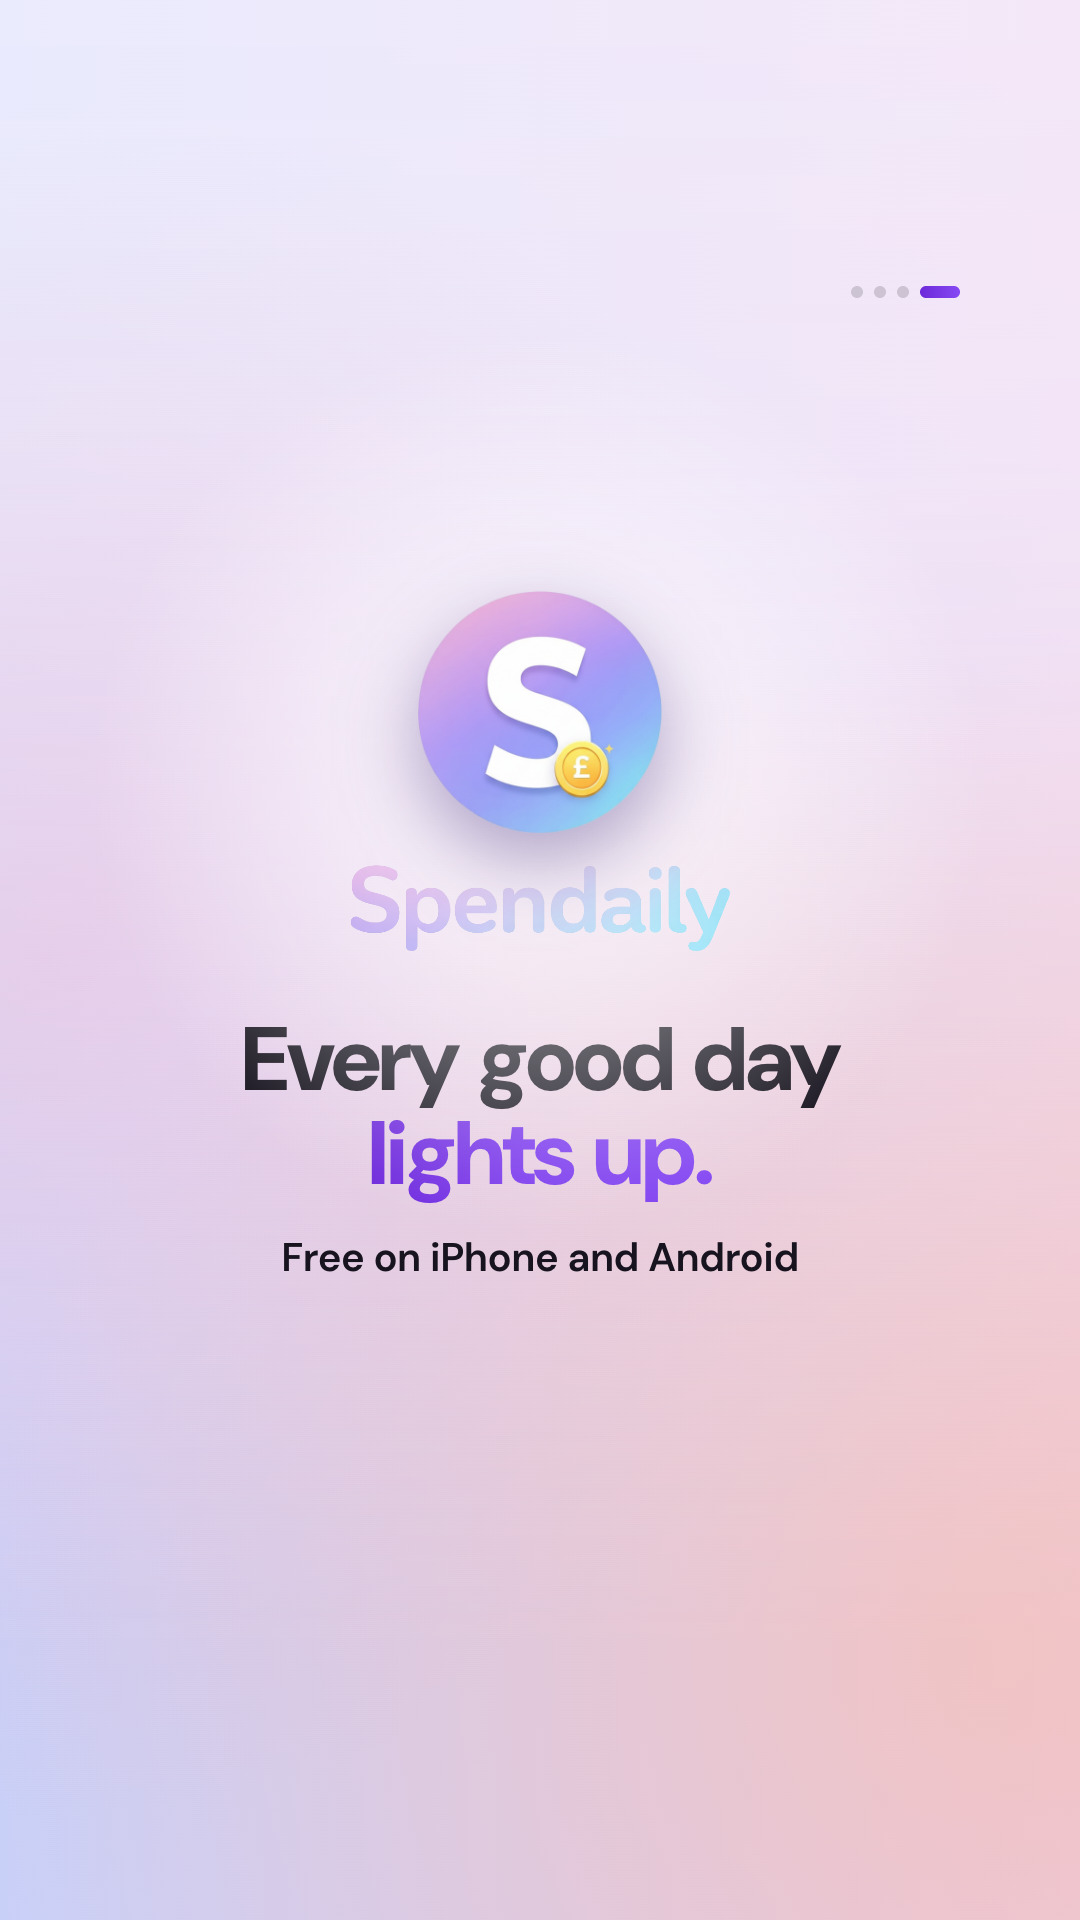 S
£
Spendaily
Every good day
lights up.
Free on iPhone and Android